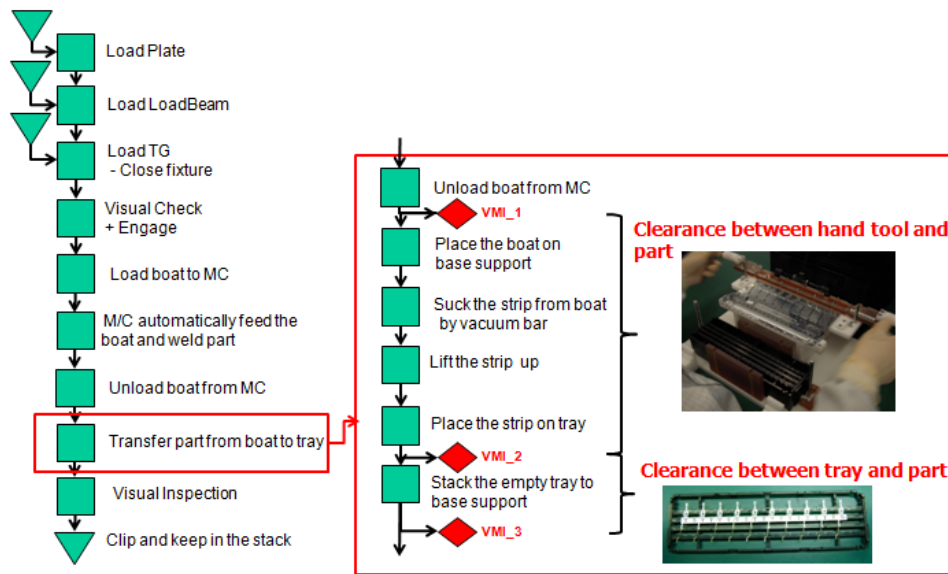 Load Plate
Load LoadBeam
Load TG
- Close fixture
Visual Check
+ Engage
Load boat to MC
M/C automatically feed the
boat and weld part
Unload boat from MC
Transfer part from boat to tray
Visual Inspection
Clip and keep in the stack
Unload boat from MC
VMI_1
Place the boat on
base support
Suck the strip from boat
by vacuum bar
Lift the strip up
Place the strip on tray
VMI_2
Stack the empty tray to
base support
VMI_3
Clearance between hand tool and
part
Clearance between tray and part